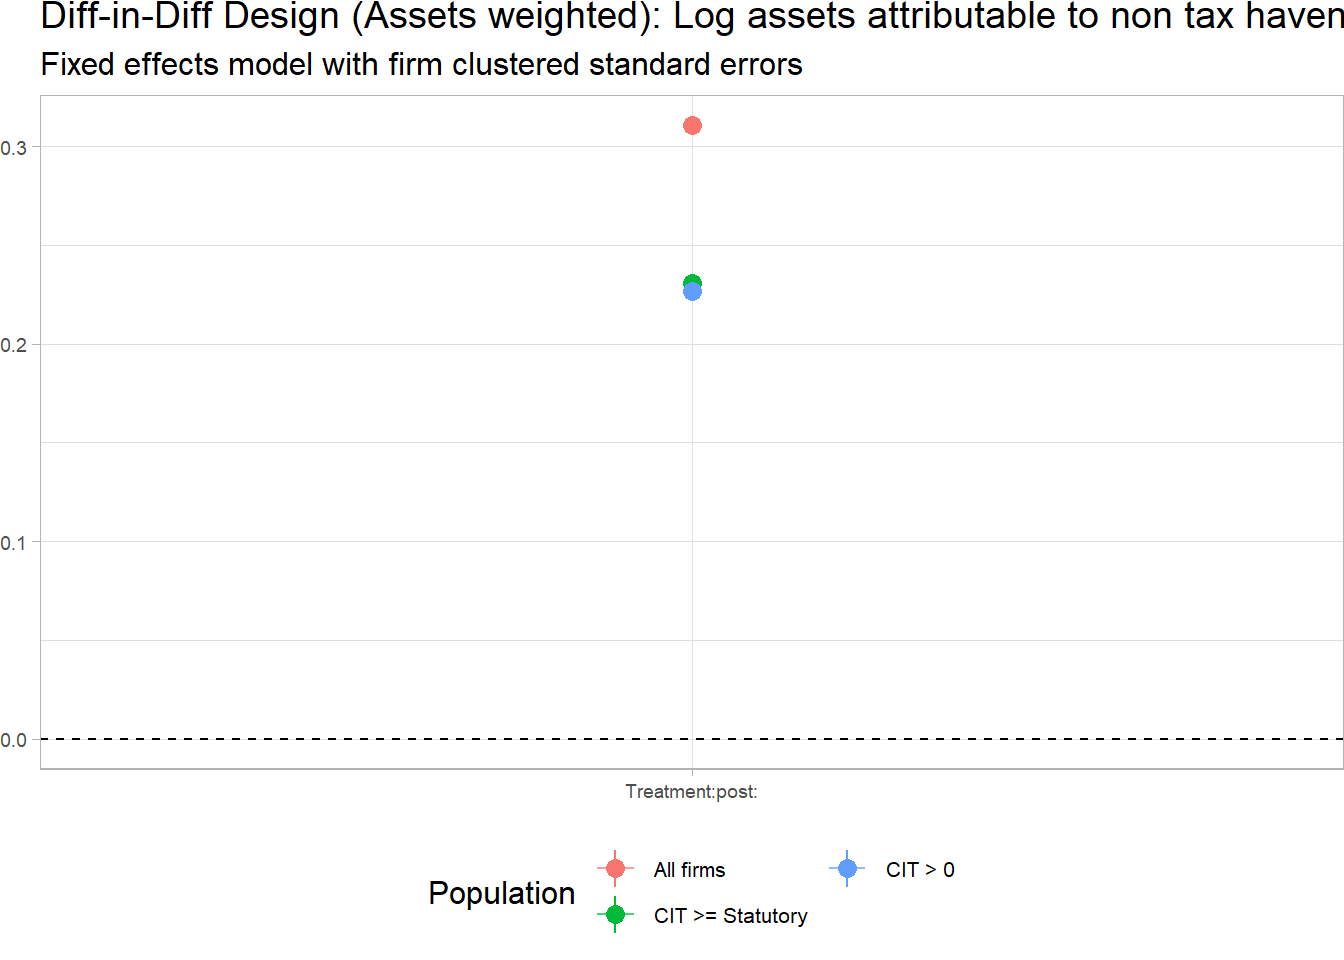 Diff-in-Diff Design (Assets weighted): Log assets attributable to non tax haven
Fixed effects model with firm clustered standard errors
0.3
0.2
0.1
0.0
Treatment:post:
Population
All firms
CIT > 0
CIT >= Statutory